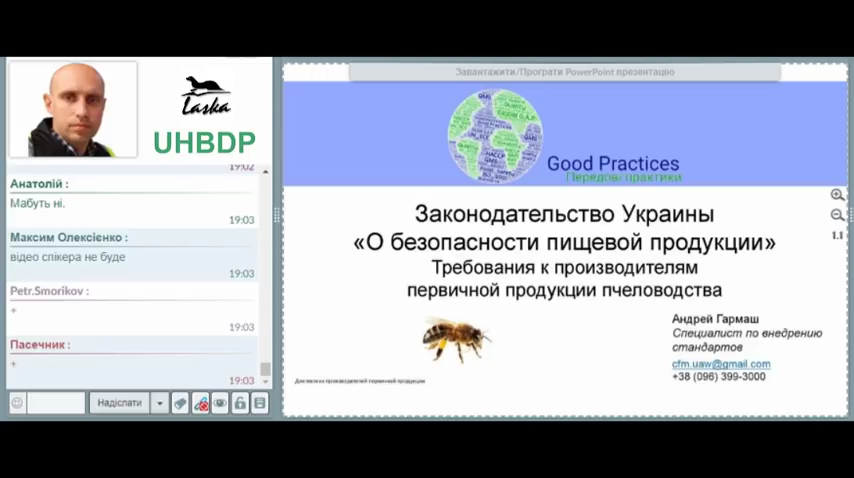 Laska
UHBDP
19:02
Анатолій :
Мабуть ні.
19:03
Максим Олексієнко :
відео спікера не буде
19:03
Petr.Smorikov :
+
19:03
Пасечник :
+
19:03
Надіслати
Завантажити/Програти PowerPoint презентацію
Good Practices
Передові практики
Законодательство Украины
«О безопасности пищевой продукции»
Требования к производителям
первичной продукции пчеловодства
Андрей Гармаш
Специалист по внедрению
стандартов
cfm.uaw@gmail.com
+38 (096) 399-3000
Для малых производителей первичной продукции
1.1